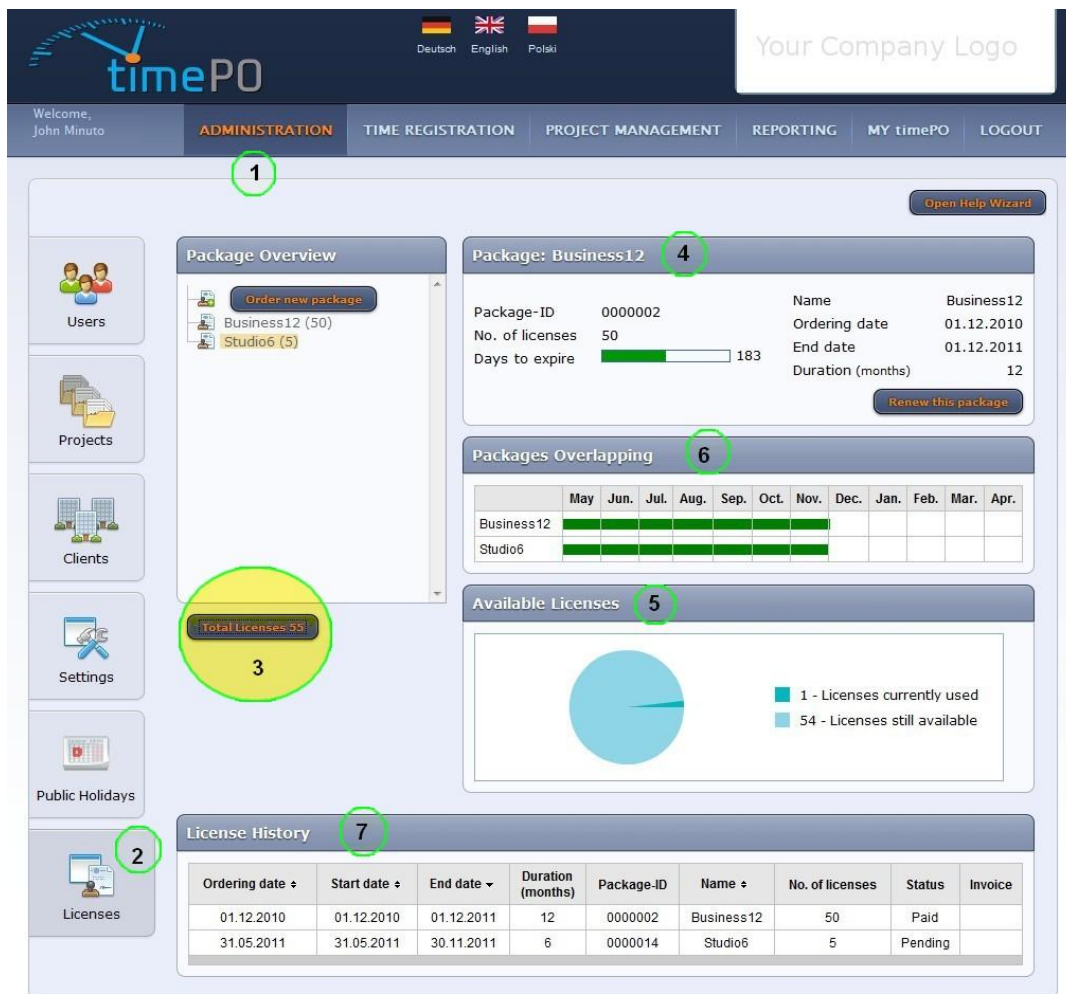 timePO
Deutsch English Polski
Your Company Logo
Welcome,
John Minuto
ADMINISTRATION TIME REGISTRATION PROJECT MANAGEMENT REPORTING MY timePO LOGOUT
1
Open Help Wizard
Users
Projects
Clients
Settings
Public Holidays
2
Licenses
Package Overview
Order new package
Business12 (50)
Studio6 (5)
Total Licenses 55
3
Package: Business12 4
Package-ID 0000002
No. of licenses 50
Days to expire 183
Name Business12
Ordering date 01.12.2010
End date 01.12.2011
Duration (months) 12
Renew this package
Packages Overlapping 6
May Jun. Jul. Aug. Sep. Oct. Nov. Dec. Jan. Feb. Mar. Apr.
Business12
Studio6
Available Licenses 5
1 - Licenses currently used
54 - Licenses still available
License History 7
Ordering date Start date End date Duration (months) Package-ID Name No. of licenses Status Invoice
01.12.2010 01.12.2010 01.12.2011 12 0000002 Business12 50 Paid
31.05.2011 31.05.2011 30.11.2011 6 0000014 Studio6 5 Pending